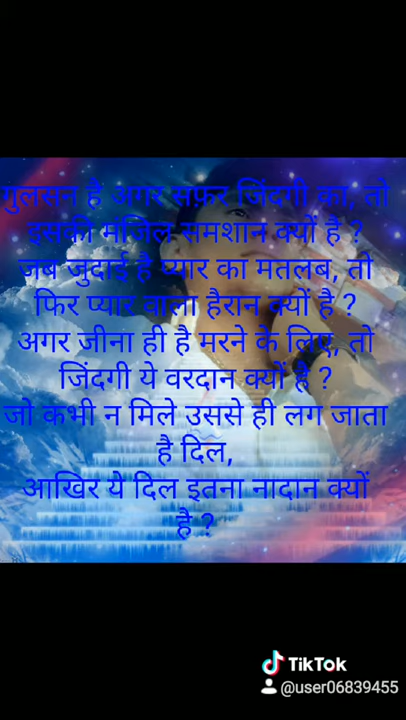 गुलसन है अगर सफ़र जिंदगी का, तो
इसकी मंजिल समशान क्यों है ?
जब जुदाई है प्यार का मतलब, तो
फिर प्यार वाला हैरान क्यों है ?
अगर जीना ही है मरने के लिए, तो
जिंदगी ये वरदान क्यों है ?
जो कभी न मिले उससे ही लग जाता
है दिल,
आखिर ये दिल इतना नादान क्यों
है ?
TikTok
@user06839455